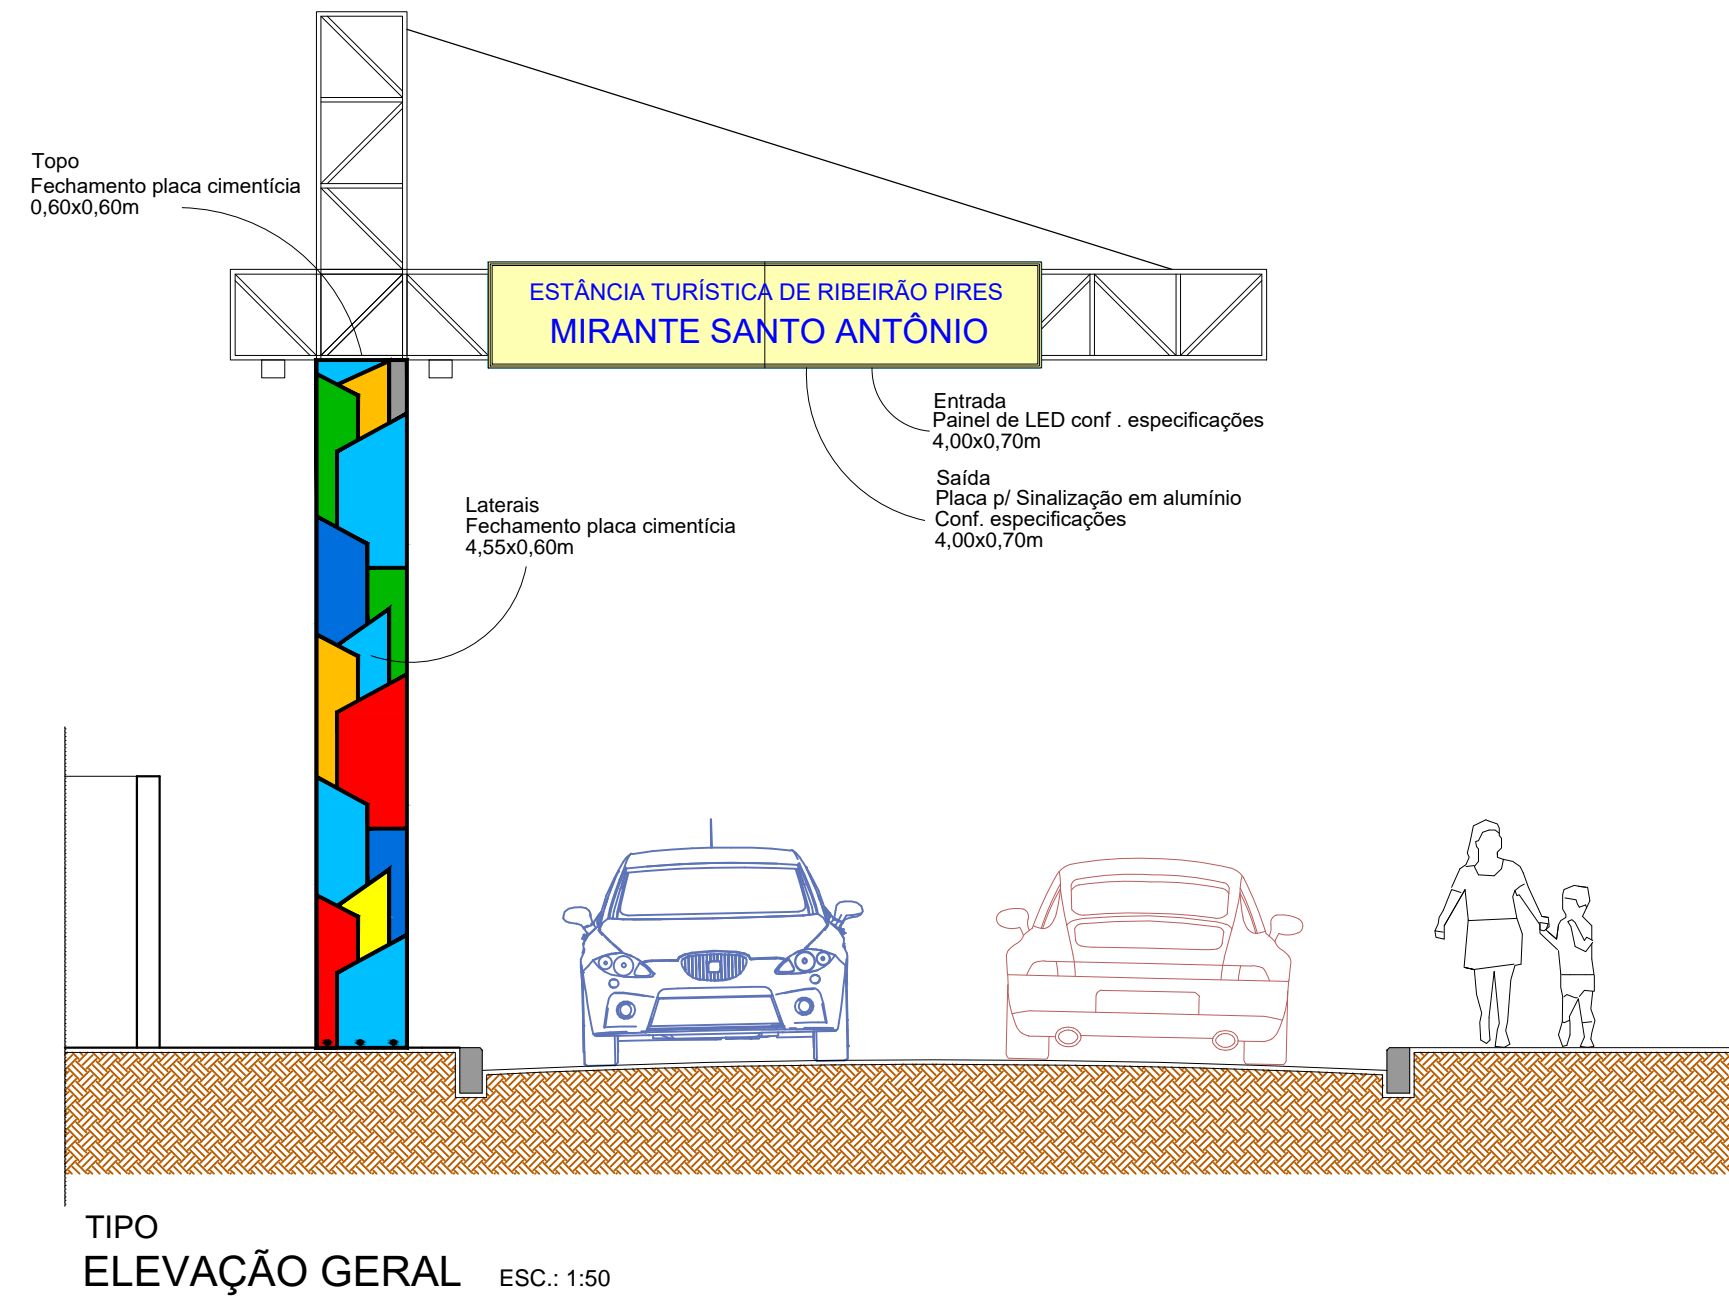 Topo
Fechamento placa cimentícia
0,60x0,60m
ESTÂNCIA TURÍSTICA DE RIBEIRÃO PIRES
MIRANTE SANTO ANTÔNIO
Entrada
Painel de LED conf . especificações
4,00x0,70m
Saída
Placa p/ Sinalização em alumínio
Conf. especificações
4,00x0,70m
Laterais
Fechamento placa cimentícia
4,55x0,60m
TIPO
ELEVAÇÃO GERAL ESC.: 1:50